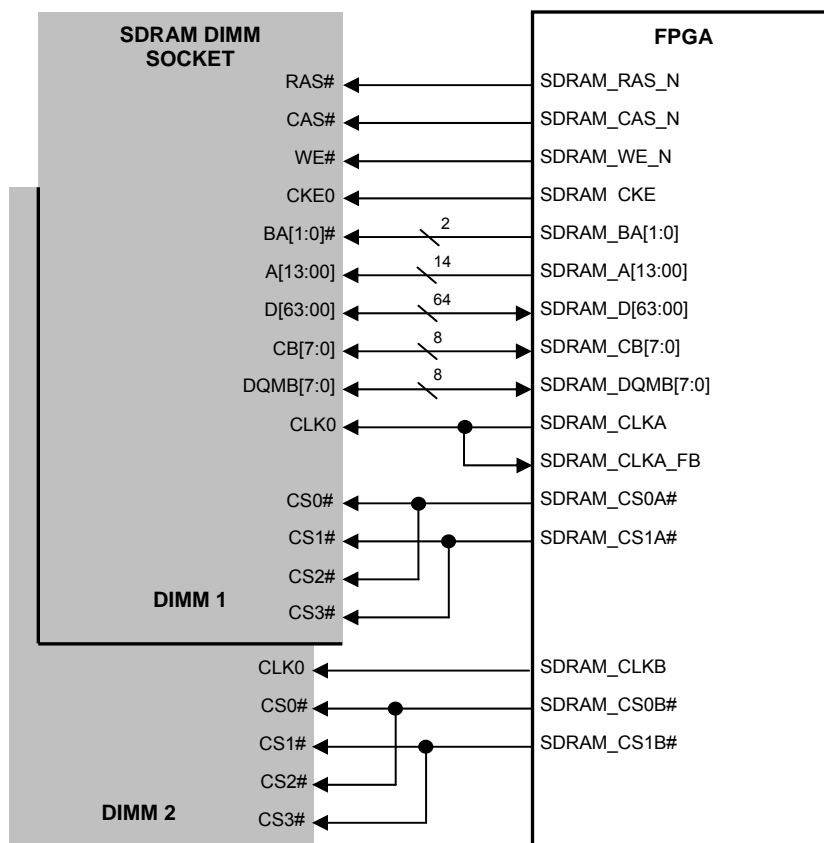 SDRAM DIMM
SOCKET
FPGA
RAS# SDRAM_RAS_N
CAS# SDRAM_CAS_N
WE# SDRAM_WE_N
CKE0 SDRAM CKE
BA[1:0]# 2 SDRAM_BA[1:0]
A[13:00] 14 SDRAM_A[13:00]
D[63:00] 64 SDRAM_D[63:00]
CB[7:0] 8 SDRAM_CB[7:0]
DQMB[7:0] 8 SDRAM_DQMB[7:0]
CLK0 SDRAM_CLKA
SDRAM_CLKA_FB
CS0# SDRAM_CS0A#
CS1# SDRAM_CS1A#
CS2#
DIMM 1
CS3#
CLK0 SDRAM_CLKB
CS0# SDRAM_CS0B#
CS1# SDRAM_CS1B#
CS2#
DIMM 2
CS3#